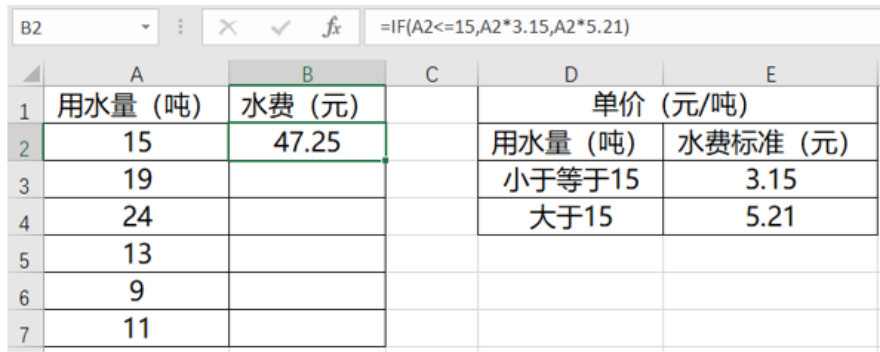 B2 fx =IF(A2<=15,A2*3.15,A2*5.21)
A B C D E
1 用水量（吨） 水费（元） 单价（元/吨）
2 15 47.25 用水量（吨） 水费标准（元）
3 19 小于等于15 3.15
4 24 大于15 5.21
5 13
6 9
7 11